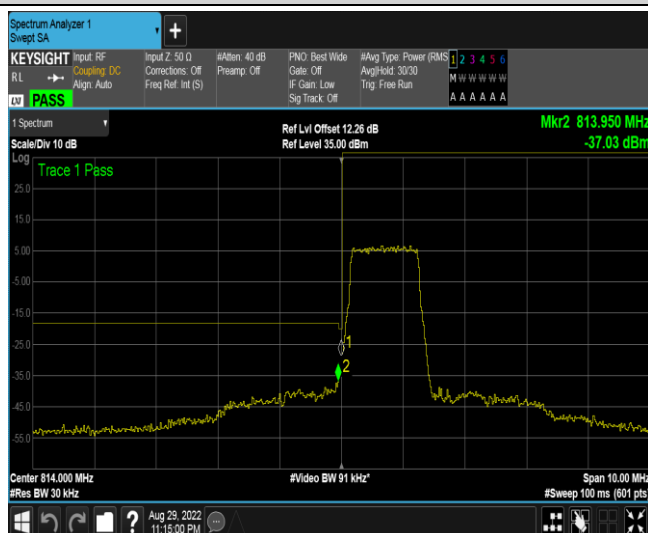 Spectrum Analyzer 1
Swept SA
+
KEYSIGHT
RL
PASS
Input: RF
Coupling: DC
Align: Auto
Input Z: 50 Ω
Corrections: Off
Freq Ref: Int (S)
#Atten: 40 dB
Preamp: Off
PNO: Best Wide
Gate: Off
IF Gain: Low
Sig Track: Off
#Avg Type: Power (RMS
Avg|Hold: 30/30
Trig: Free Run
1 2 3 4 5 6
M W W W W W
A A A A A A
1 Spectrum
Scale/Div 10 dB
Ref Lvl Offset 12.26 dB
Ref Level 35.00 dBm
Mkr2 813.950 MHz
-37.03 dBm
Log
Trace 1 Pass
25.0
15.0
5.00
-5.00
-15.0
-25.0
-35.0
-45.0
-55.0
1
2
Center 814.000 MHz
#Res BW 30 kHz
#Video BW 91 kHz*
Span 10.00 MHz
#Sweep 100 ms (601 pts)
?
Aug 29, 2022
11:15:00 PM